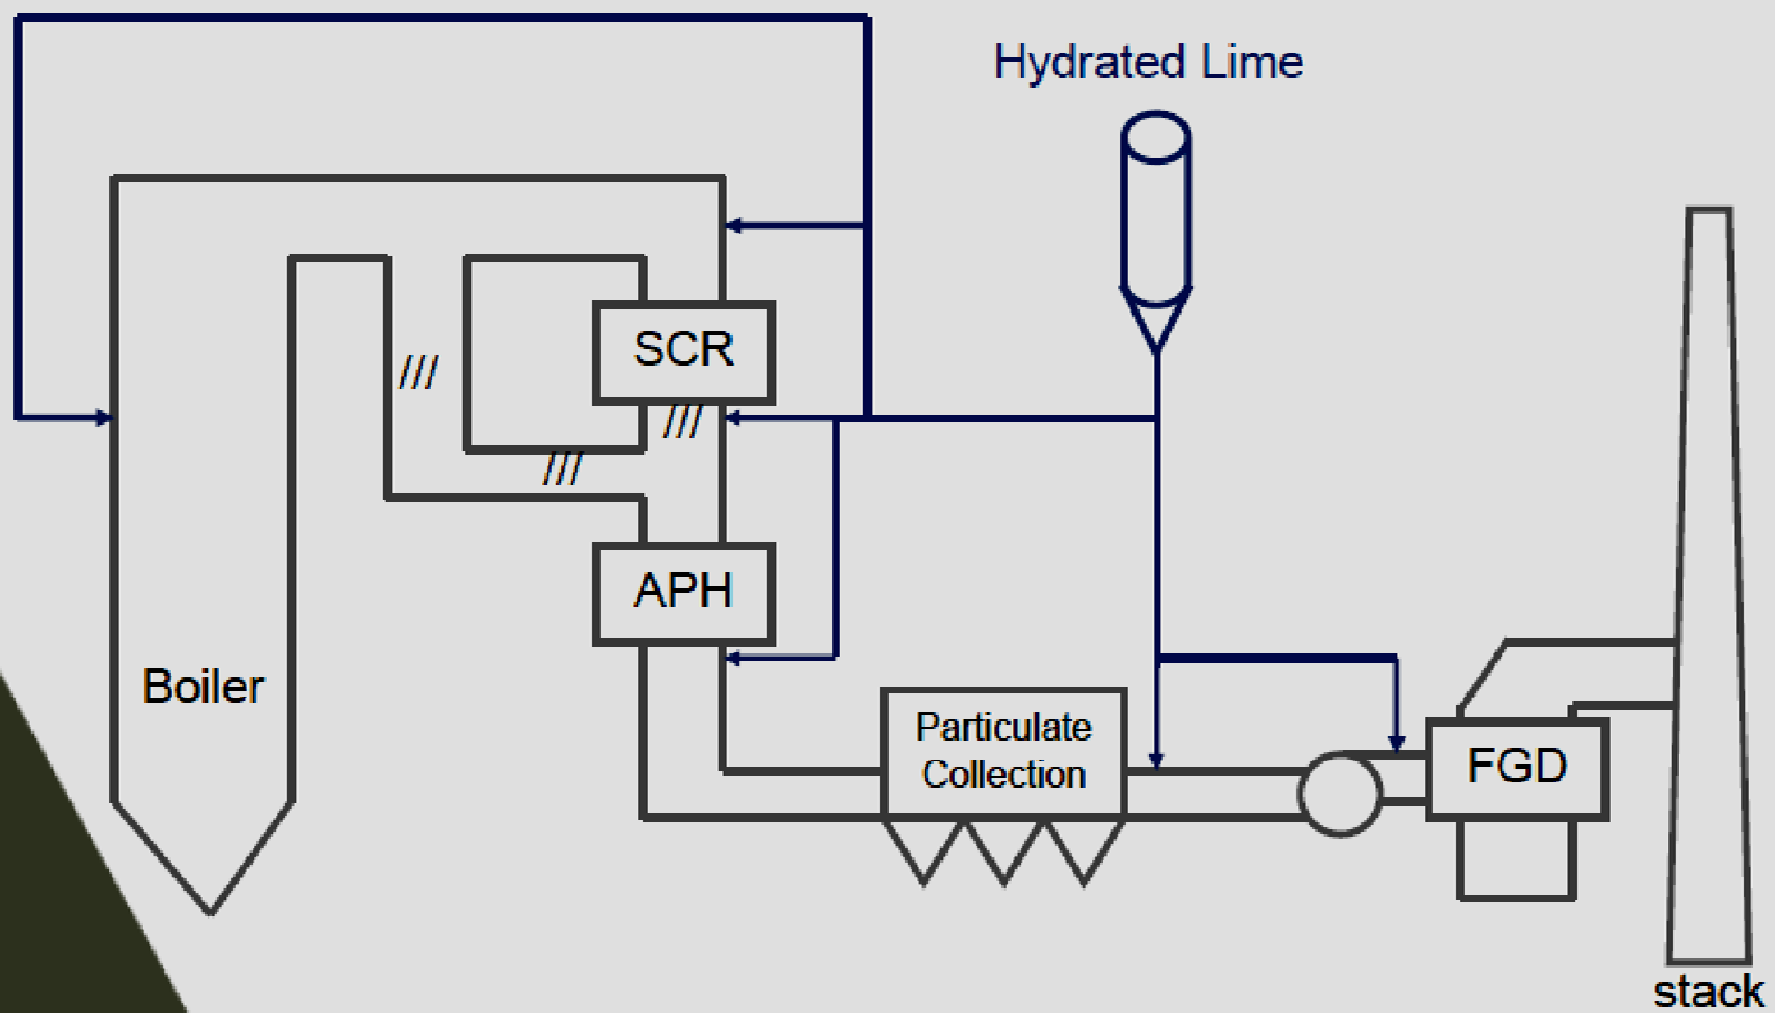 Hydrated Lime
SCR
///
///
///
APH
Boiler
Particulate
Collection
FGD
stack